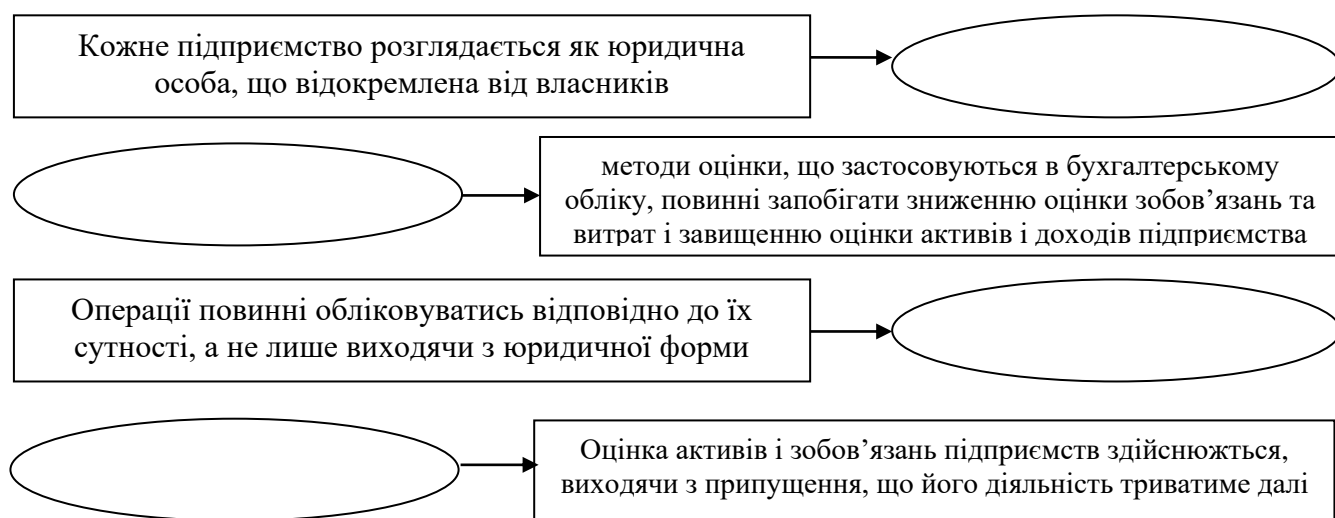 Кожне підприємство розглядається як юридична
особа, що відокремлена від власників
методи оцінки, що застосовуються в бухгалтерському
обліку, повинні запобігати зниженню оцінки зобов’язань та
витрат і завищенню оцінки активів і доходів підприємства
Операції повинні обліковуватись відповідно до їх
сутності, а не лише виходячи з юридичної форми
Оцінка активів і зобов’язань підприємств здійснюжться,
виходячи з припущення, що його діяльність триватиме далі